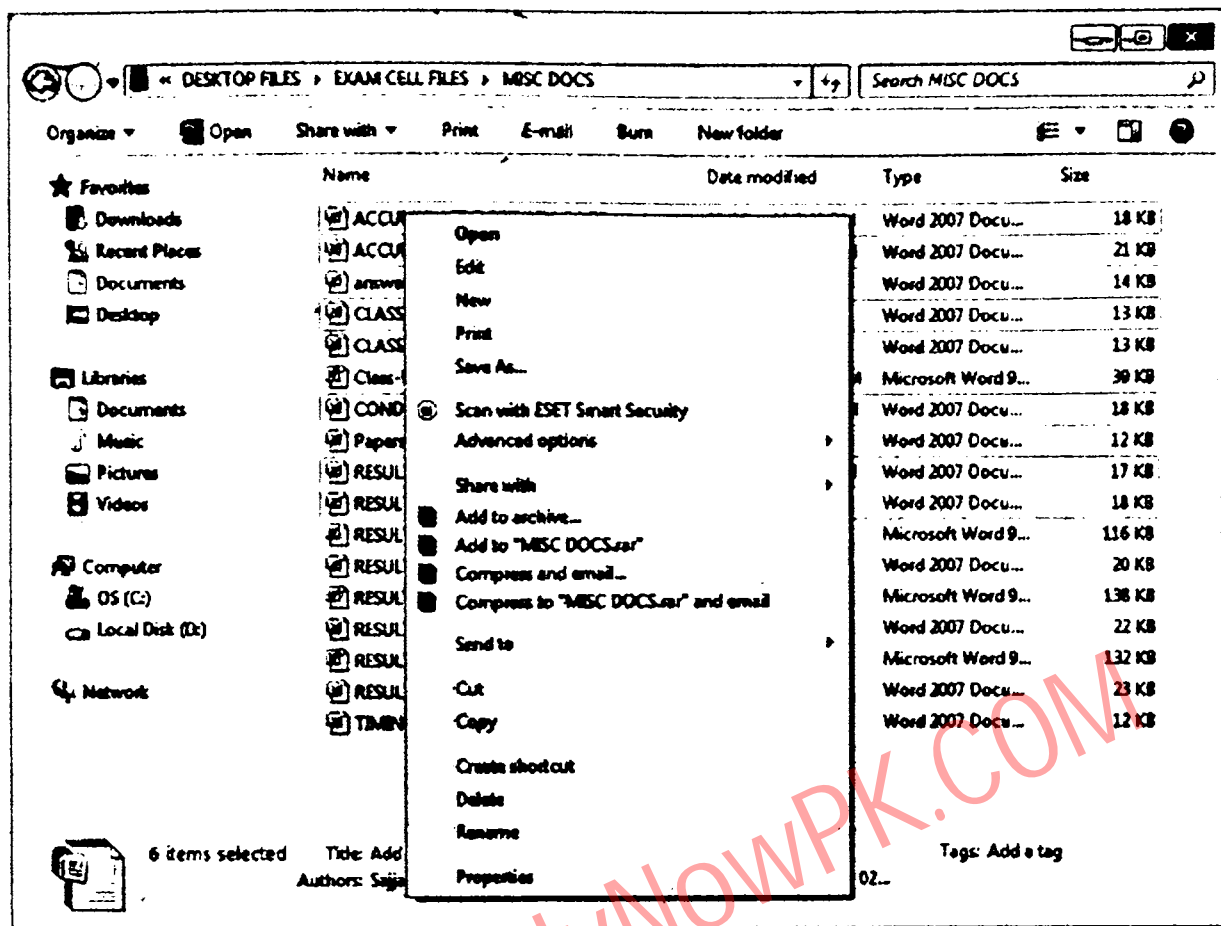 « DESKTOP FILES ▸ EXAM CELL FILES ▸ MISC DOCS Search MISC DOCS
Organize ▾ Open Share with ▾ Print E-mail Burn New folder
Name Date modified Type Size
Favorites
Downloads
Recent Places
Documents
Desktop
Libraries
Documents
Music
Pictures
Videos
Computer
OS (C:)
Local Disk (D:)
Network
ACCU Word 2007 Docu... 18 KB
ACCU Word 2007 Docu... 21 KB
answe Word 2007 Docu... 14 KB
CLASS Word 2007 Docu... 13 KB
CLASS Word 2007 Docu... 13 KB
Class- Microsoft Word 9... 39 KB
COND Word 2007 Docu... 18 KB
Papers Word 2007 Docu... 12 KB
RESUL Word 2007 Docu... 17 KB
RESUL Word 2007 Docu... 18 KB
RESUL Microsoft Word 9... 116 KB
RESUL Word 2007 Docu... 20 KB
RESUL Microsoft Word 9... 138 KB
RESUL Word 2007 Docu... 22 KB
RESUL Microsoft Word 9... 132 KB
RESUL Word 2007 Docu... 23 KB
TIMIN Word 2007 Docu... 12 KB
Open
Edit
New
Print
Save As...
Scan with ESET Smart Security
Advanced options
Share with
Add to archive...
Add to "MISC DOCS.rar"
Compress and email...
Compress to "MISC DOCS.rar" and email
Send to
Cut
Copy
Create shortcut
Delete
Rename
Properties
6 items selected Title: Add Tags: Add a tag
Authors: Sajja 02...
yNowPK.COM